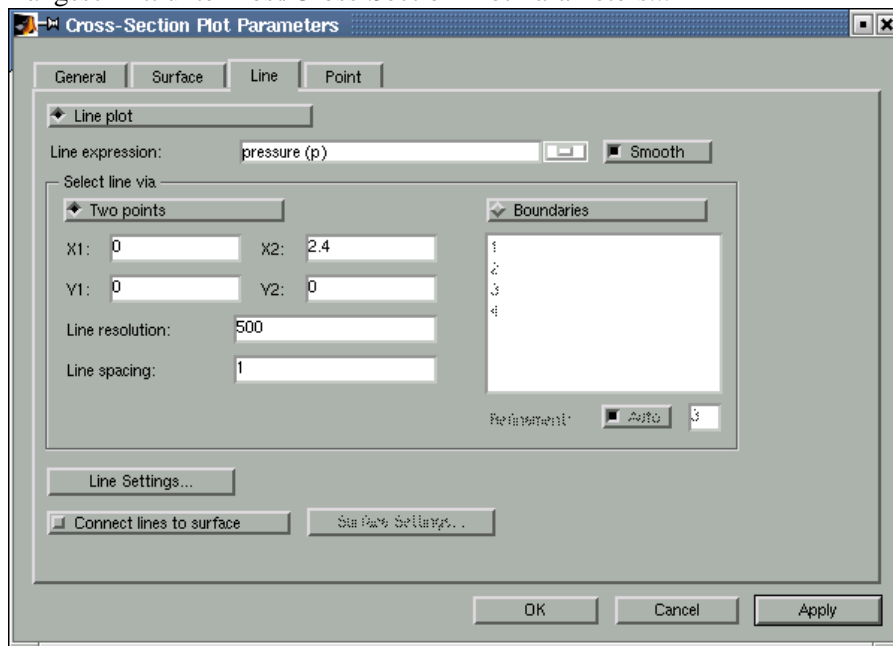 Cross-Section Plot Parameters
General Surface Line Point
Line plot
Line expression: pressure (p) Smooth
Select line via
Two points Boundaries
X1: 0 X2: 2.4
Y1: 0 Y2: 0
1
2
3
4
Line resolution: 500
Line spacing: 1
Refinement: Auto 3
Line Settings...
Connect lines to surface Surface Settings...
OK Cancel Apply